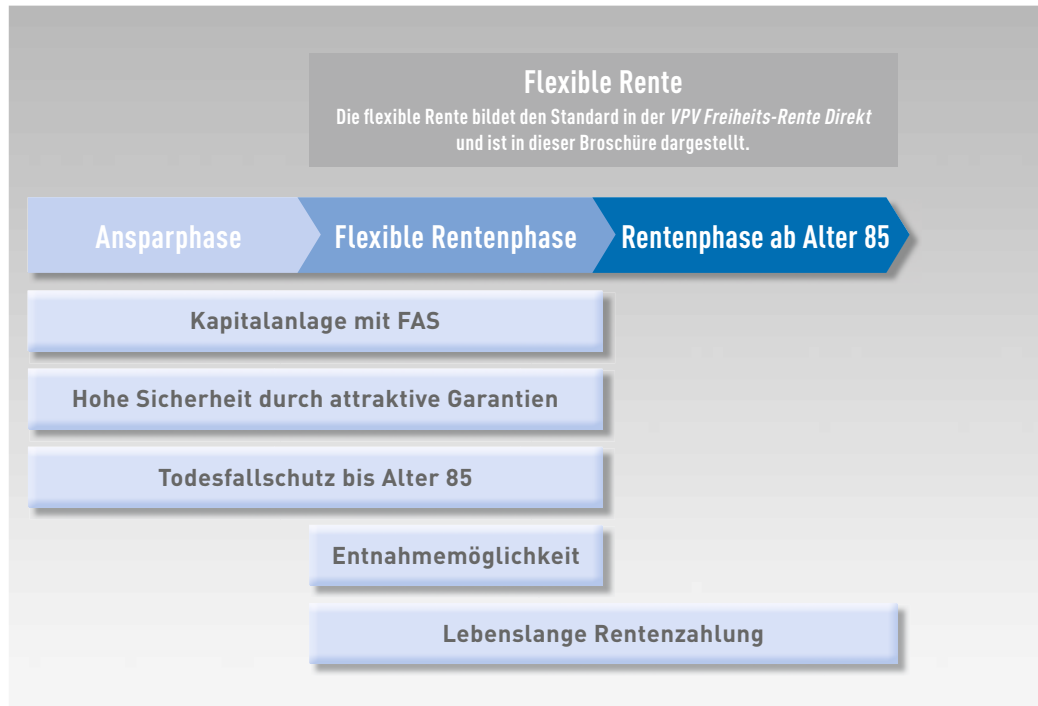 Flexible Rente
Die flexible Rente bildet den Standard in der VPV Freiheits-Rente Direkt
und ist in dieser Broschüre dargestellt.
Ansparphase
Flexible Rentenphase
Rentenphase ab Alter 85
Kapitalanlage mit FAS
Hohe Sicherheit durch attraktive Garantien
Todesfallschutz bis Alter 85
Entnahmemöglichkeit
Lebenslange Rentenzahlung